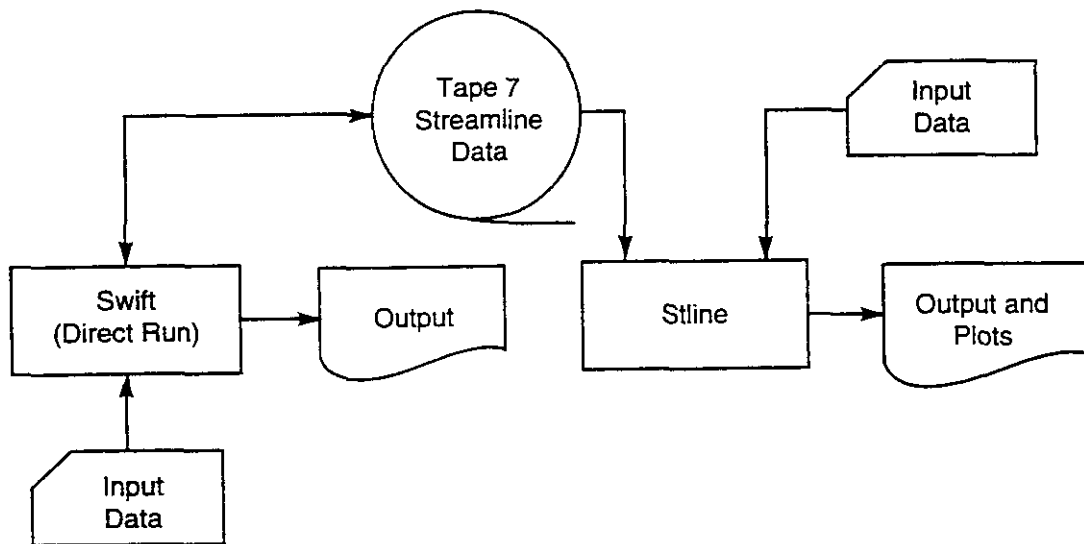 Tape 7
Streamline
Data
Input
Data
Swift
(Direct Run)
Output
Stline
Output and
Plots
Input
Data